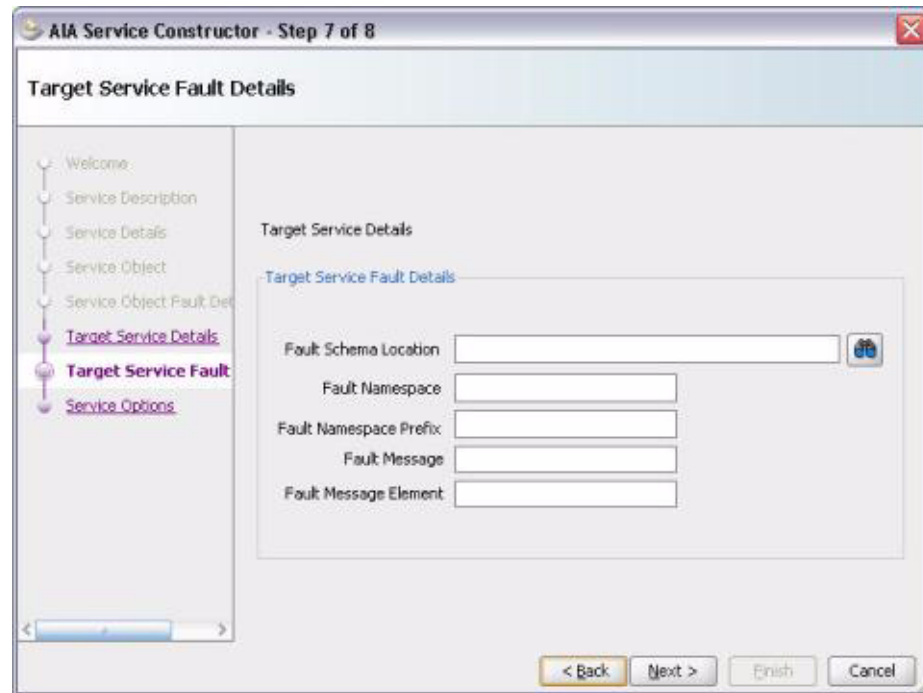 AIA Service Constructor - Step 7 of 8
Target Service Fault Details
Welcome
Service Description
Service Details
Service Object
Service Object Fault Det
Target Service Details
Target Service Fault
Service Options
Target Service Details
Target Service Fault Details
Fault Schema Location
Fault Namespace
Fault Namespace Prefix
Fault Message
Fault Message Element
< Back
Next >
Finish
Cancel